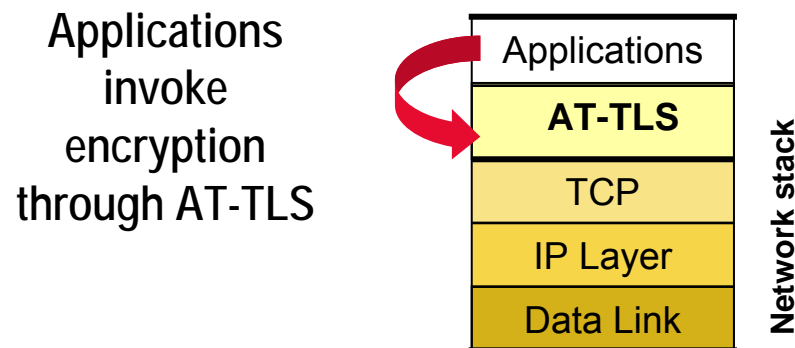 Applications
invoke
encryption
through AT-TLS
Applications
AT-TLS
TCP
IP Layer
Data Link
Network stack